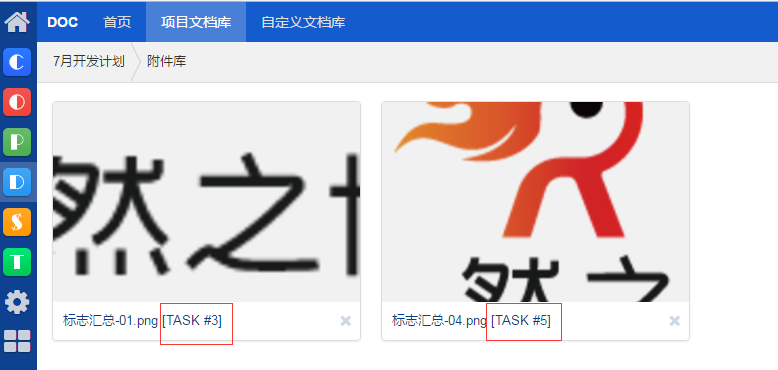 DOC 首页 项目文档库 自定义文档库
7月开发计划 附件库
然之
然之
标志汇总-01.png [TASK #3]
标志汇总-04.png [TASK #5]